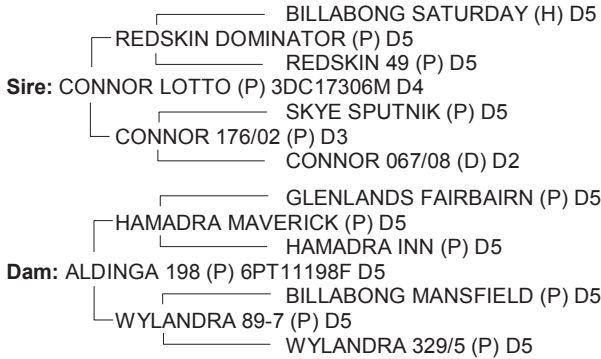 BILLABONG SATURDAY (H) D5
REDSKIN DOMINATOR (P) D5
REDSKIN 49 (P) D5
Sire: CONNOR LOTTO (P) 3DC17306M D4
SKYE SPUTNIK (P) D5
CONNOR 176/02 (P) D3
CONNOR 067/08 (D) D2
GLENLANDS FAIRBAIRN (P) D5
HAMADRA MAVERICK (P) D5
HAMADRA INN (P) D5
Dam: ALDINGA 198 (P) 6PT11198F D5
BILLABONG MANSFIELD (P) D5
WYLANDRA 89-7 (P) D5
WYLANDRA 329/5 (P) D5